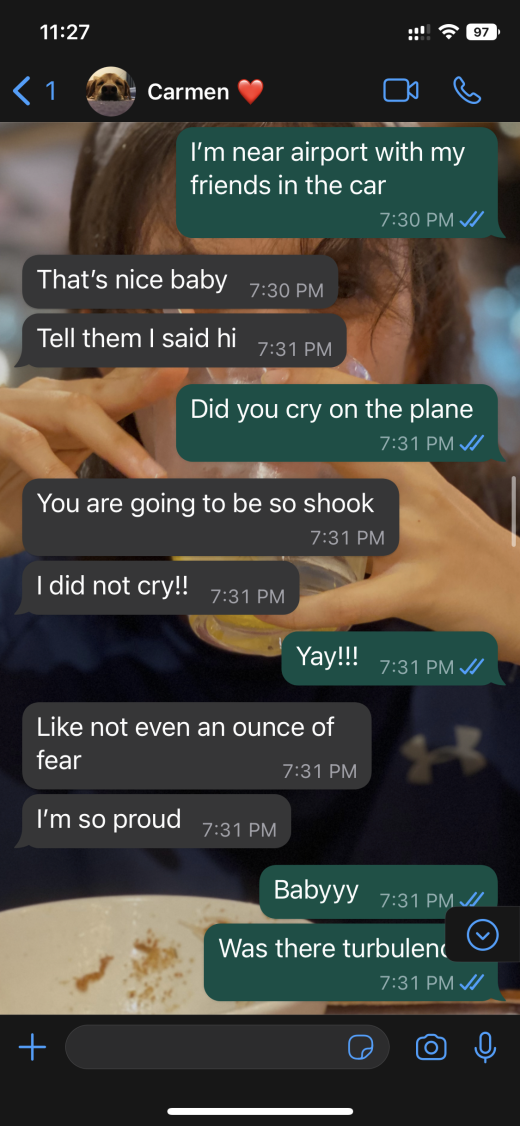 11:27
97
1
Carmen ❤️
I'm near airport with my
friends in the car
7:30 PM
That's nice baby 7:30 PM
Tell them I said hi 7:31 PM
Did you cry on the plane
7:31 PM
You are going to be so shook
7:31 PM
I did not cry!! 7:31 PM
Yay!!! 7:31 PM
Like not even an ounce of
fear
7:31 PM
I'm so proud 7:31 PM
Babyyy 7:31 PM
Was there
7:31 PM